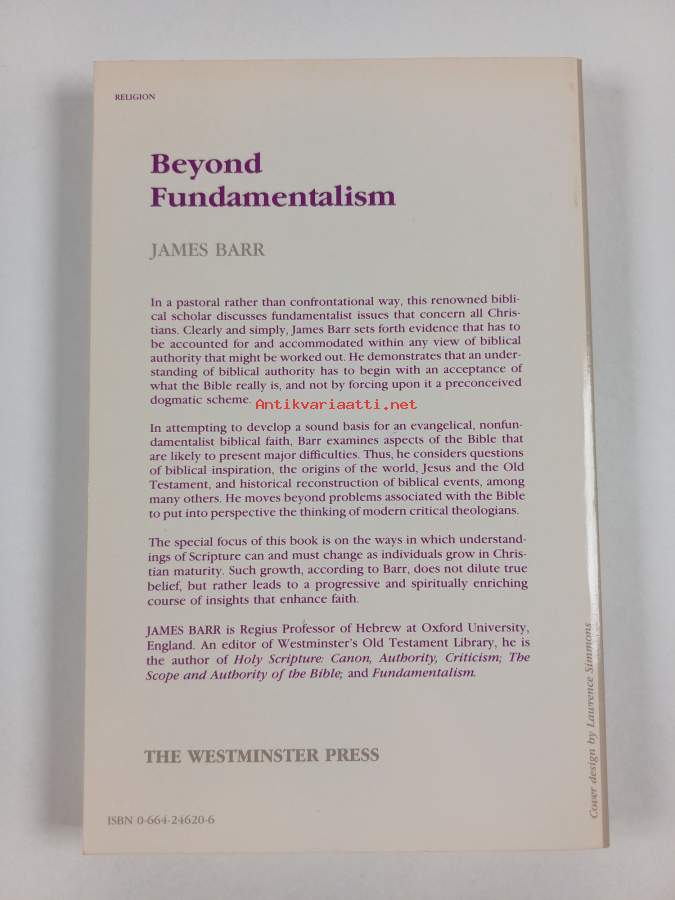 RELIGION
Beyond
Fundamentalism
JAMES BARR
In a pastoral rather than confrontational way, this renowned bibli-
cal scholar discusses fundamentalist issues that concern all Chris-
tians. Clearly and simply, James Barr sets forth evidence that has to
be accounted for and accommodated within any view of biblical
authority that might be worked out. He demonstrates that an under-
standing of biblical authority has to begin with an acceptance of
what the Bible really is, and not by forcing upon it a preconceived
dogmatic scheme.
Antikvariaatti.net
In attempting to develop a sound basis for an evangelical, nonfun-
damentalist biblical faith, Barr examines aspects of the Bible that
are likely to present major difficulties. Thus, he considers questions
of biblical inspiration, the origins of the world, Jesus and the Old
Testament, and historical reconstruction of biblical events, among
many others. He moves beyond problems associated with the Bible
to put into perspective the thinking of modern critical theologians.
The special focus of this book is on the ways in which understand-
ings of Scripture can and must change as individuals grow in Chris-
tian maturity. Such growth, according to Barr, does not dilute true
belief, but rather leads to a progressive and spiritually enriching
course of insights that enhance faith.
JAMES BARR is Regius Professor of Hebrew at Oxford University,
England. An editor of Westminster's Old Testament Library, he is
the author of Holy Scripture: Canon, Authority, Criticism; The
Scope and Authority of the Bible; and Fundamentalism.
THE WESTMINSTER PRESS
ISBN 0-664-24620-6
Cover design by Lawrence Simmons